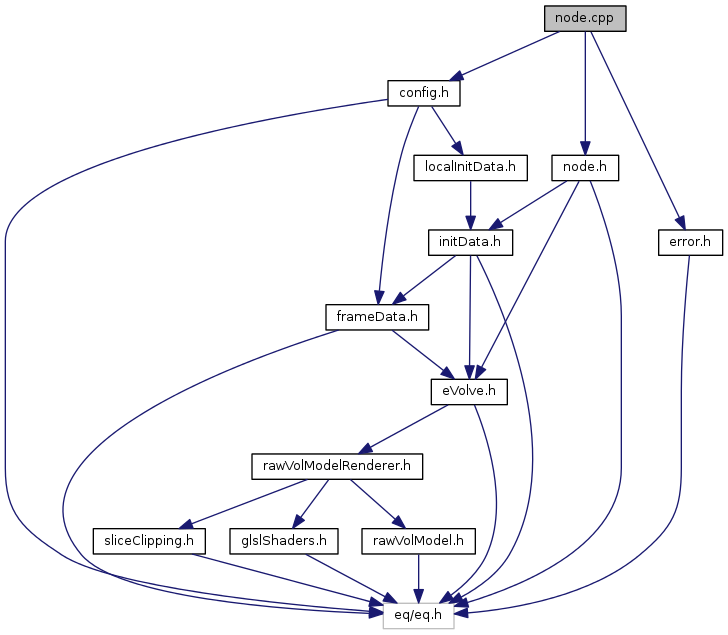 node.cpp
config.h
localInitData.h
node.h
initData.h
error.h
frameData.h
eVolve.h
rawVolModelRenderer.h
sliceClipping.h
glslShaders.h
rawVolModel.h
eq/eq.h